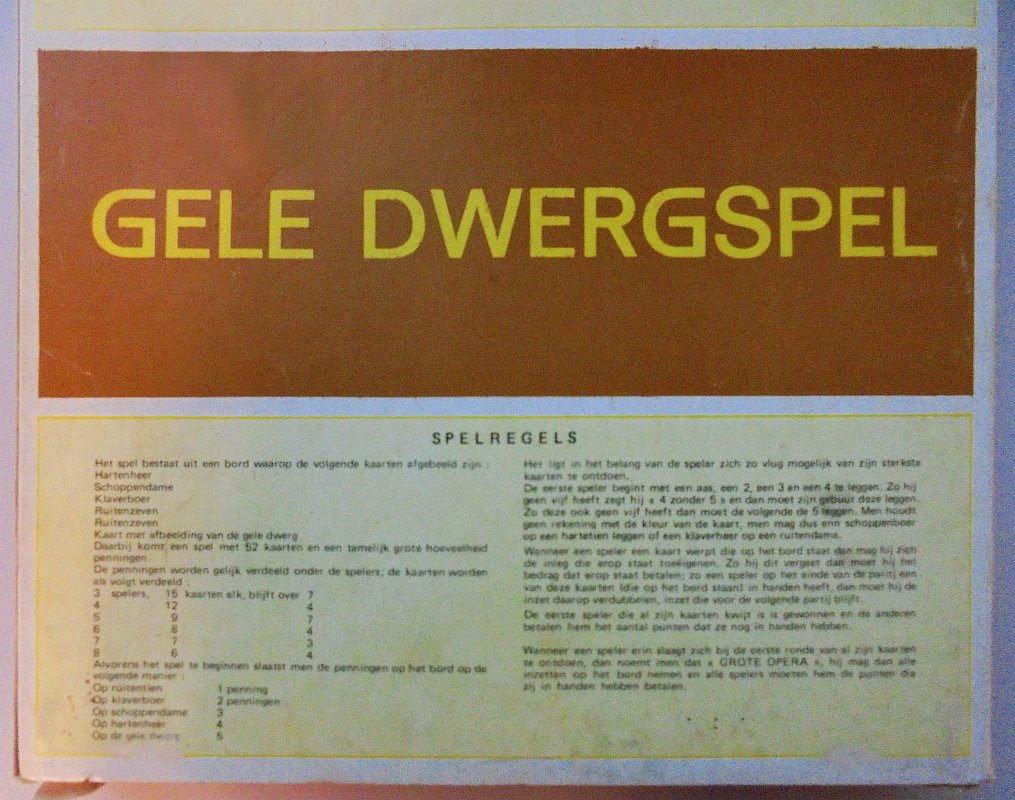 GELE DWERGSPEL
SPELREGELS
Het spel bestaat uit een bord waarop de volgende kaarten afgebeeld zijn :
Hartenheer
Schoppendame
Klaverboer
Ruitenzeven
Ruitenzeven
Kaart met afbeelding van de gele dwerg
Daarbij komt een spel met 52 kaarten en een tamelijk grote hoeveelheid
penningen.
De penningen worden gelijk verdeeld onder de spelers; de kaarten worden
als volgt verdeeld :
3 spelers, 15 kaarten elk, blijft over 7
4 12 4
5 9 7
6 8 4
7 7 3
8 6 4
Alvorens het spel te beginnen slaatst men de penningen op het bord op de
volgende manier :
Op ruitentien 1 penning
Op klaverboer 2 penningen
Op schoppendame 3
Op hartenheer 4
Op de gele dwerg 5
Het ligt in het belang van de speler zich zo vlug mogelijk van zijn sterkste
kaarten te ontdoen.
De eerste speler begint met een aas, een 2, een 3 en een 4 te leggen. Zo hij
geen vijf heeft zegt hij « 4 zonder 5 » en dan moet zijn gebuur deze leggen.
Zo deze ook geen vijf heeft dan moet de volgende de 5 leggen. Men houdt
geen rekening met de kleur van de kaart, men mag dus enn schoppenboer
op een hartetien leggen of een klaverheer op een ruitendame.
Wanneer een speler een kaart werpt die op het bord staat dan mag hij zich
de inleg die erop staat toeëigenen. Zo hij dit vergeet dan moet hij het
bedrag dat erop staat betalen; zo een speler op het einde van de partij een
van deze kaarten (die op het bord staan) in handen heeft, dan moet hij de
inzet daarop verdubbelen, inzet die voor de volgende partij blijft.
De eerste speler die al zijn kaarten kwijt is is gewonnen en de anderen
betalen hem het aantal punten dat ze nog in handen hebben.
Wanneer een speler erin slaagt zich bij de eerste ronde van al zijn kaarten
te ontdoen, dan noemt men dat « GROTE OPERA », hij mag dan alle
inzetten op het bord nemen en alle spelers moeten hem de punten die
zij in handen hebben betalen.